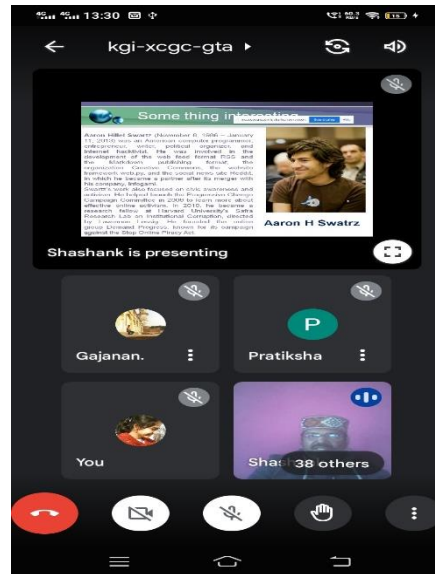 4G 4G 13:30
15
kgi-xcgc-gta
Some thing interesting
Aaron Hillel Swartz (November 8, 1986 – January
11, 2013) was an American computer programmer,
entrepreneur, writer, political organizer, and
Internet hacktivist. He was involved in the
development of the web feed format RSS and
the Markdown publishing format, the
organization Creative Commons, the website
framework web.py, and the social news site Reddit,
in which he became a partner after its merger with
his company, Infogami.
Swartz's work also focused on civic awareness and
activism. He helped launch the Progressive Change
Campaign Committee in 2009 to learn more about
effective online activism. In 2010, he became a
research fellow at Harvard University's Safra
Research Lab on Institutional Corruption, directed
by Lawrence Lessig. He founded the online
group Demand Progress, known for its campaign
against the Stop Online Piracy Act.
Aaron H Swatrz
Shashank is presenting
Gajanan.
P
Pratiksha
You
Shas
38 others